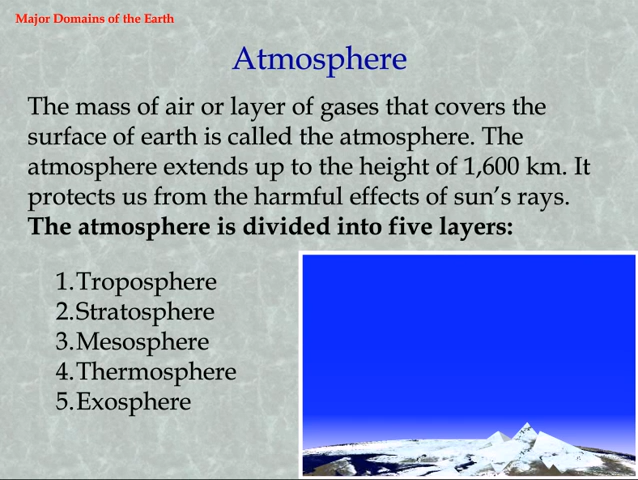 Major Domains of the Earth
Atmosphere
The mass of air or layer of gases that covers the
surface of earth is called the atmosphere. The
atmosphere extends up to the height of 1,600 km. It
protects us from the harmful effects of sun’s rays.
The atmosphere is divided into five layers:
1.Troposphere
2.Stratosphere
3.Mesosphere
4.Thermosphere
5.Exosphere